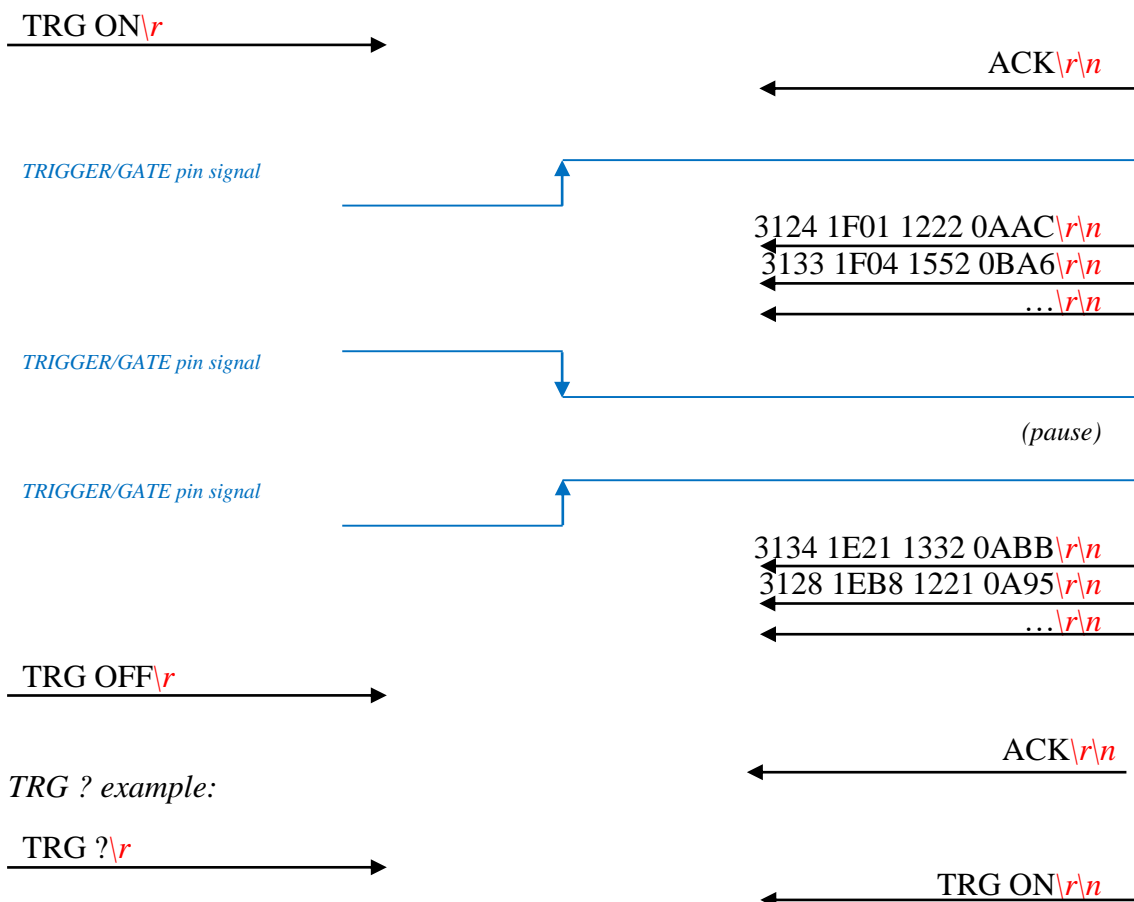 TRG ON\r
ACK\r\n
TRIGGER/GATE pin signal
3124 1F01 1222 0AAC\r\n
3133 1F04 1552 0BA6\r\n
…\r\n
TRIGGER/GATE pin signal
(pause)
TRIGGER/GATE pin signal
3134 1E21 1332 0ABB\r\n
3128 1EB8 1221 0A95\r\n
…\r\n
TRG OFF\r
ACK\r\n
TRG ? example:
TRG ?\r
TRG ON\r\n